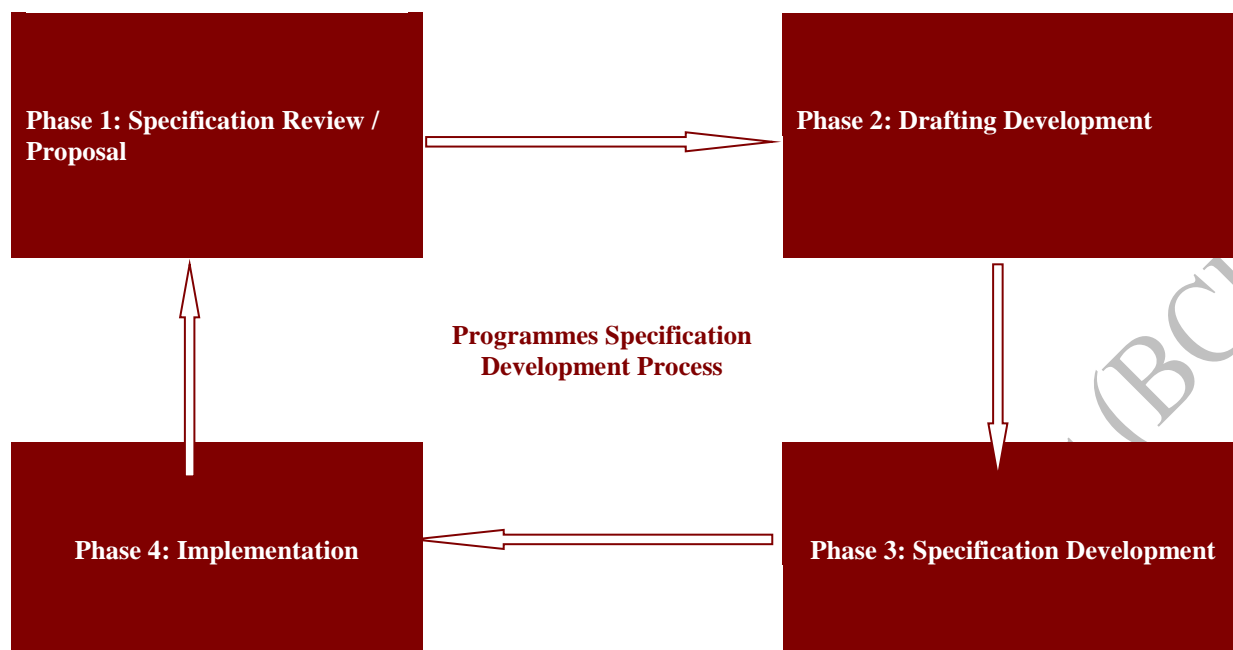 Phase 1: Specification Review /
Proposal
Phase 2: Drafting Development
Programmes Specification
Development Process
Phase 4: Implementation
Phase 3: Specification Development